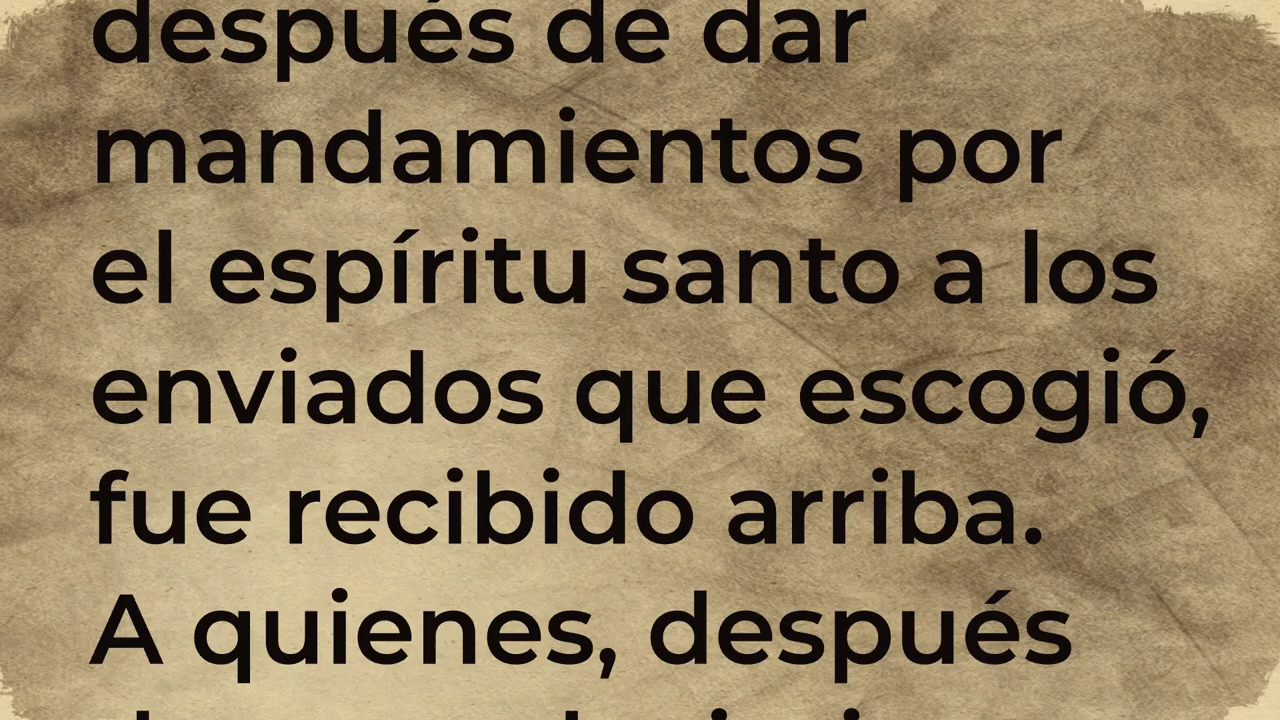 después de dar
mandamientos por
el espíritu santo a los
enviados que escogió,
fue recibido arriba.
A quienes, después